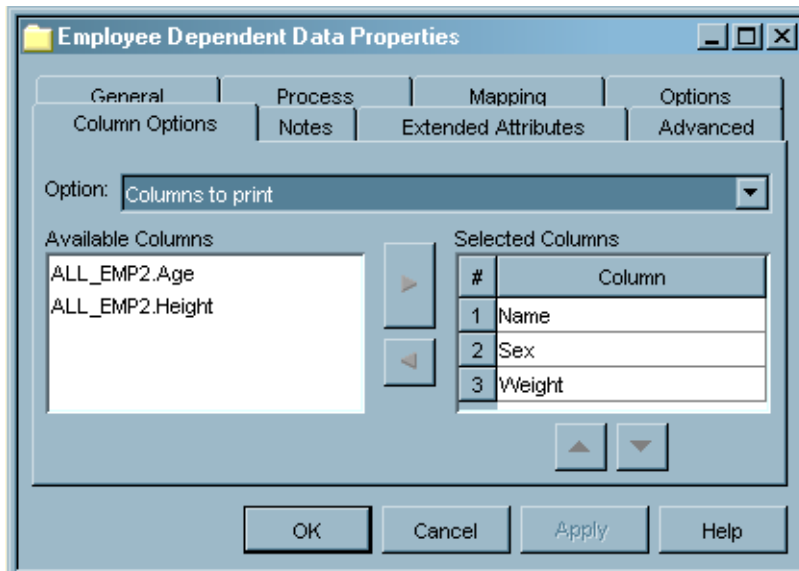 Employee Dependent Data Properties
General Process Mapping Options
Column Options Notes Extended Attributes Advanced
Option: Columns to print
Available Columns Selected Columns
ALL_EMP2.Age
ALL_EMP2.Height
# Column
1 Name
2 Sex
3 Weight
OK Cancel Apply Help